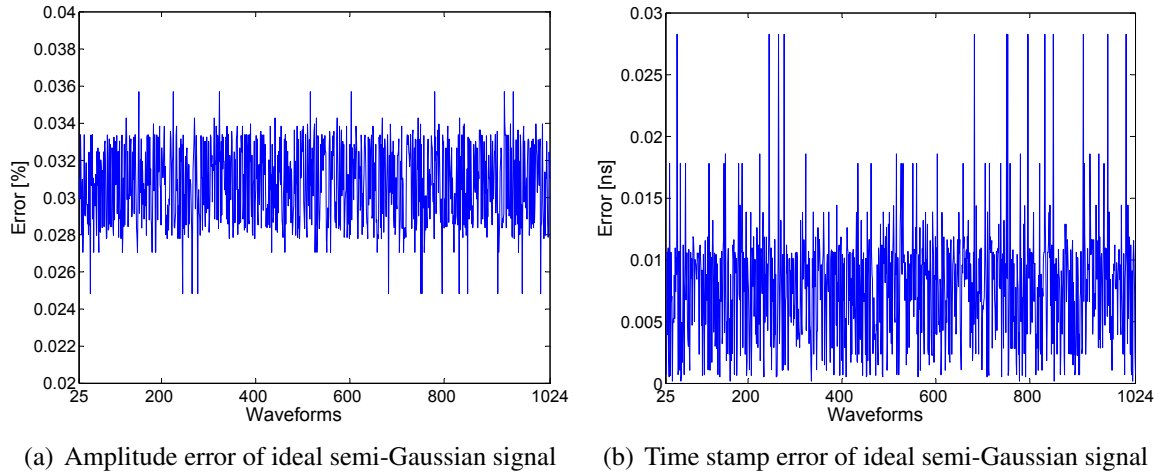 0.04
0.038
0.036
0.034
0.032
0.03
0.028
0.026
0.024
0.022
0.02
Error [%]
25 200 400 600 800 1024
Waveforms
(a) Amplitude error of ideal semi-Gaussian signal
0.03
0.025
0.02
0.015
0.01
0.005
0
Error [ns]
25 200 400 600 800 1024
Waveforms
(b) Time stamp error of ideal semi-Gaussian signal